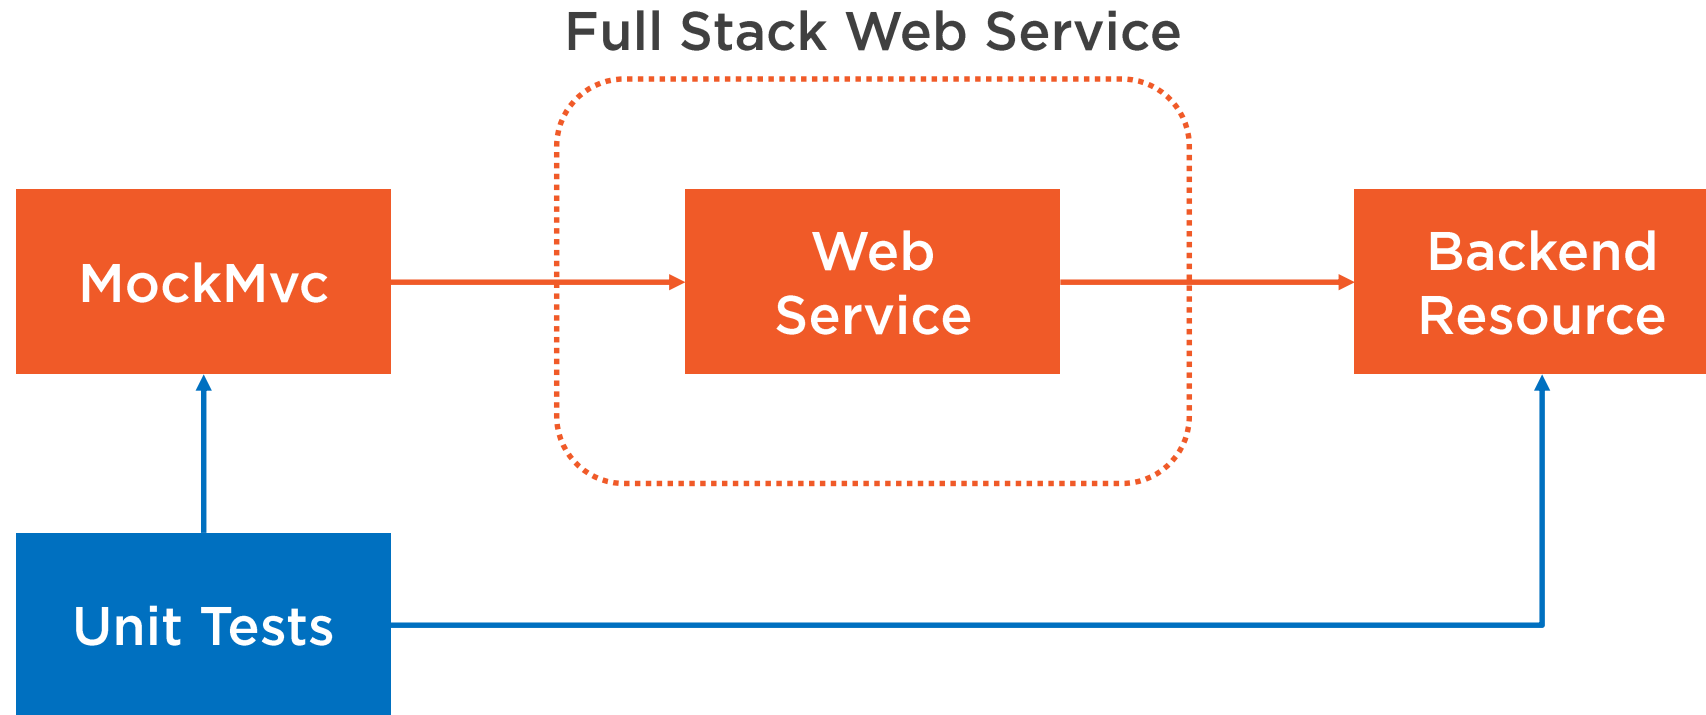 Full Stack Web Service
MockMvc
Web
Service
Backend
Resource
Unit Tests